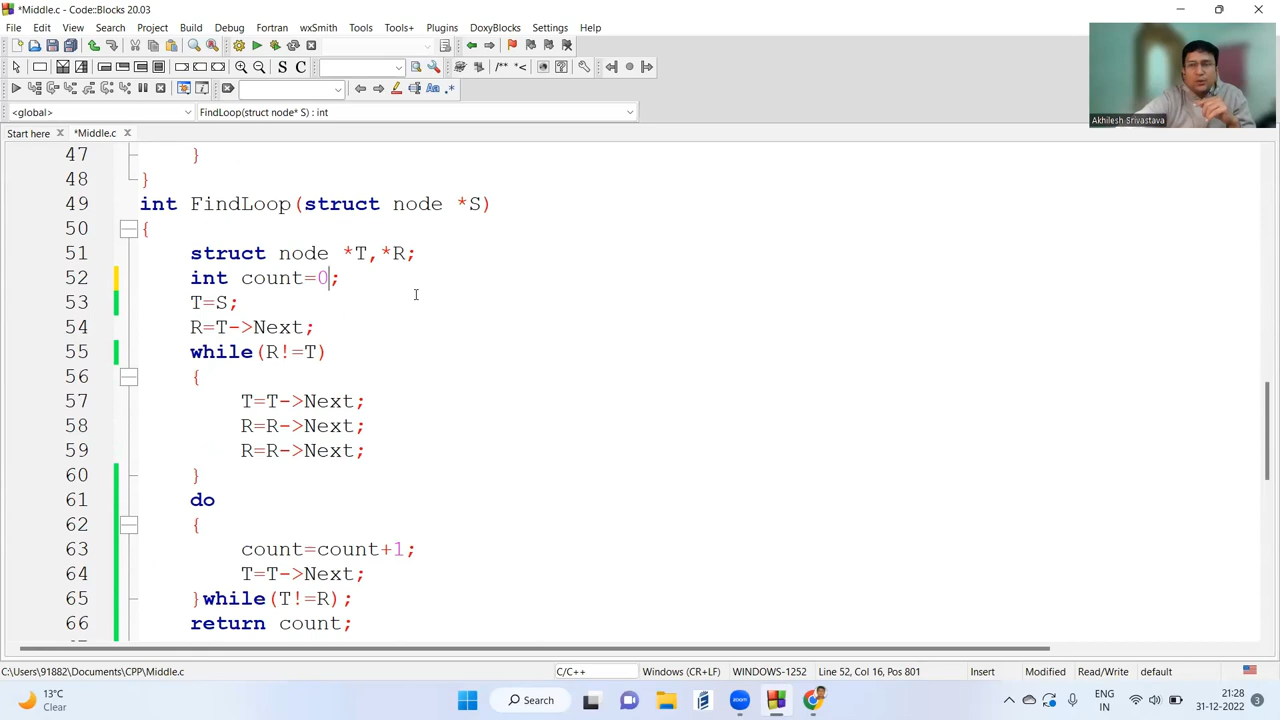 *Middle.c - Code::Blocks 20.03
File Edit View Search Project Build Debug Fortran wxSmith Tools Tools+ Plugins DoxyBlocks Settings Help
S C
/** *<
Aa .*
Akhilesh Srivastava
<global> FindLoop(struct node* S) : int
Start here *Middle.c
47 }
48 }
49 int FindLoop(struct node *S)
50 {
51 struct node *T,*R;
52 int count=0;
53 T=S;
54 R=T->Next;
55 while(R!=T)
56 {
57 T=T->Next;
58 R=R->Next;
59 R=R->Next;
60 }
61 do
62 {
63 count=count+1;
64 T=T->Next;
65 }while(T!=R);
66 return count;
C:\Users\91882\Documents\CPP\Middle.c C/C++ Windows (CR+LF) WINDOWS-1252 Line 52, Col 16, Pos 801 Insert Modified Read/Write default
13°C
Clear
Search
zoom
ENG
IN
21:28
31-12-2022
3